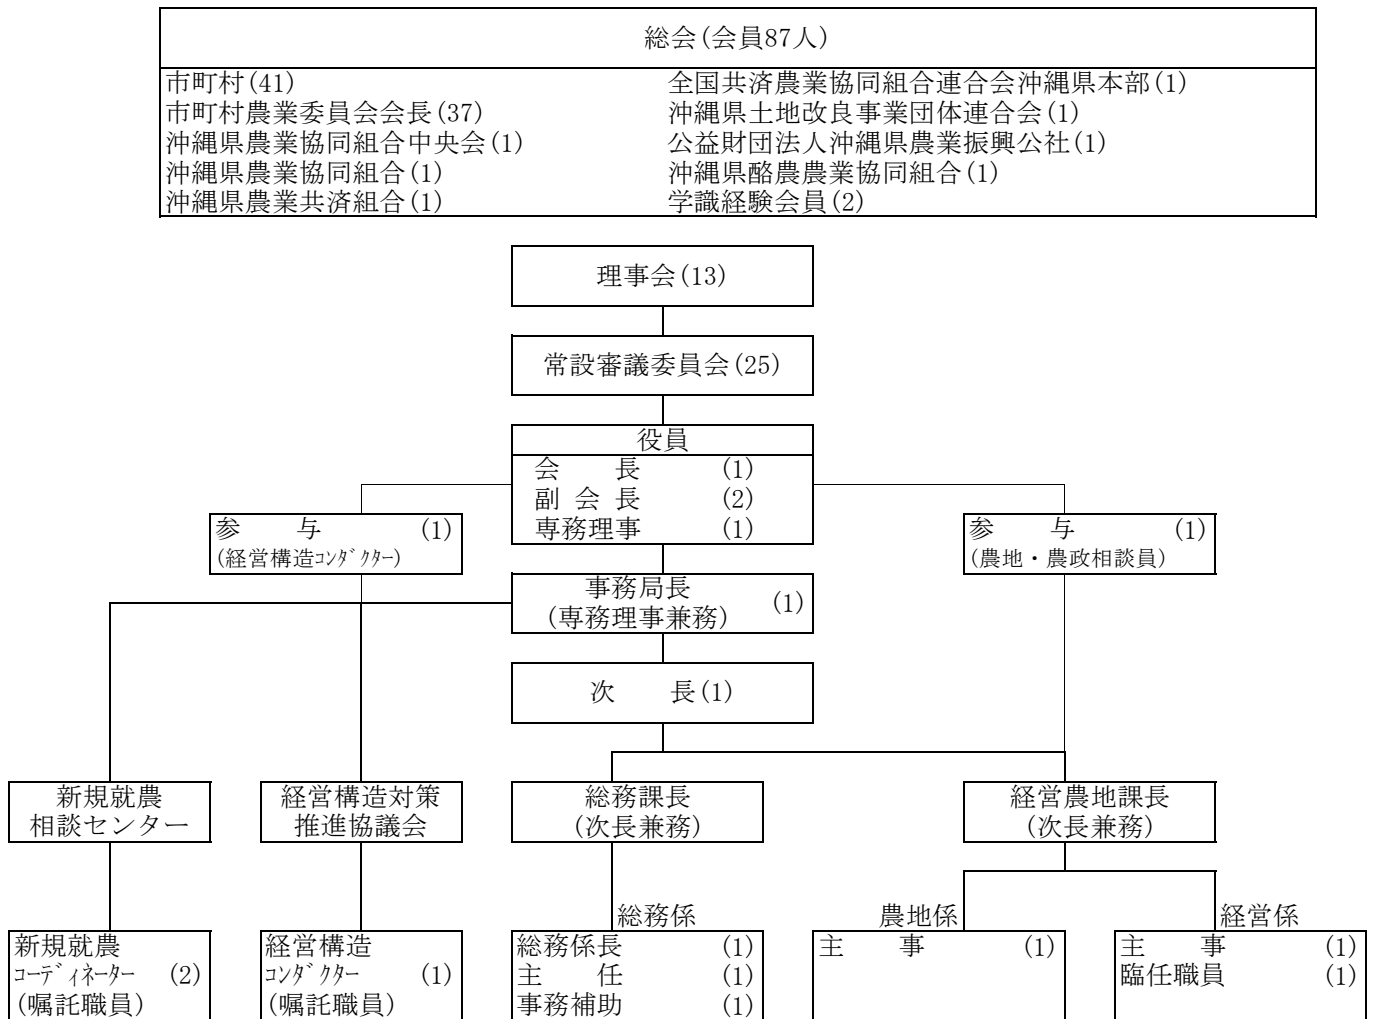 総会(会員87人)
市町村(41)
市町村農業委員会会長(37)
沖縄県農業協同組合中央会(1)
沖縄県農業協同組合(1)
沖縄県農業共済組合(1)
全国共済農業協同組合連合会沖縄県本部(1)
沖縄県土地改良事業団体連合会(1)
公益財団法人沖縄県農業振興公社(1)
沖縄県酪農農業協同組合(1)
学識経験会員(2)
理事会(13)
常設審議委員会(25)
役員
会　　長 (1)
副 会 長 (2)
専務理事 (1)
参　　与 (1)
(経営構造ｺﾝﾀﾞｸﾀｰ)
参　　与 (1)
(農地・農政相談員)
事務局長
(専務理事兼務) (1)
次　　長(1)
新規就農
相談センター
経営構造対策
推進協議会
総務課長
(次長兼務)
経営農地課長
(次長兼務)
新規就農
ｺｰﾃﾞｨﾈｰﾀｰ (2)
(嘱託職員)
経営構造
ｺﾝﾀﾞｸﾀｰ (1)
(嘱託職員)
総務係
総務係長 (1)
主　　任 (1)
事務補助 (1)
農地係
主　　事 (1)
経営係
主　　事 (1)
臨任職員 (1)